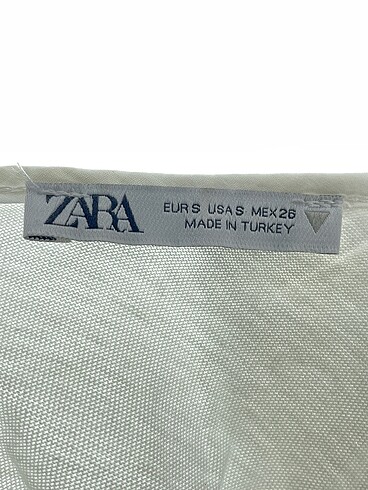 ZARA
EUR S USA S MEX 26
MADE IN TURKEY